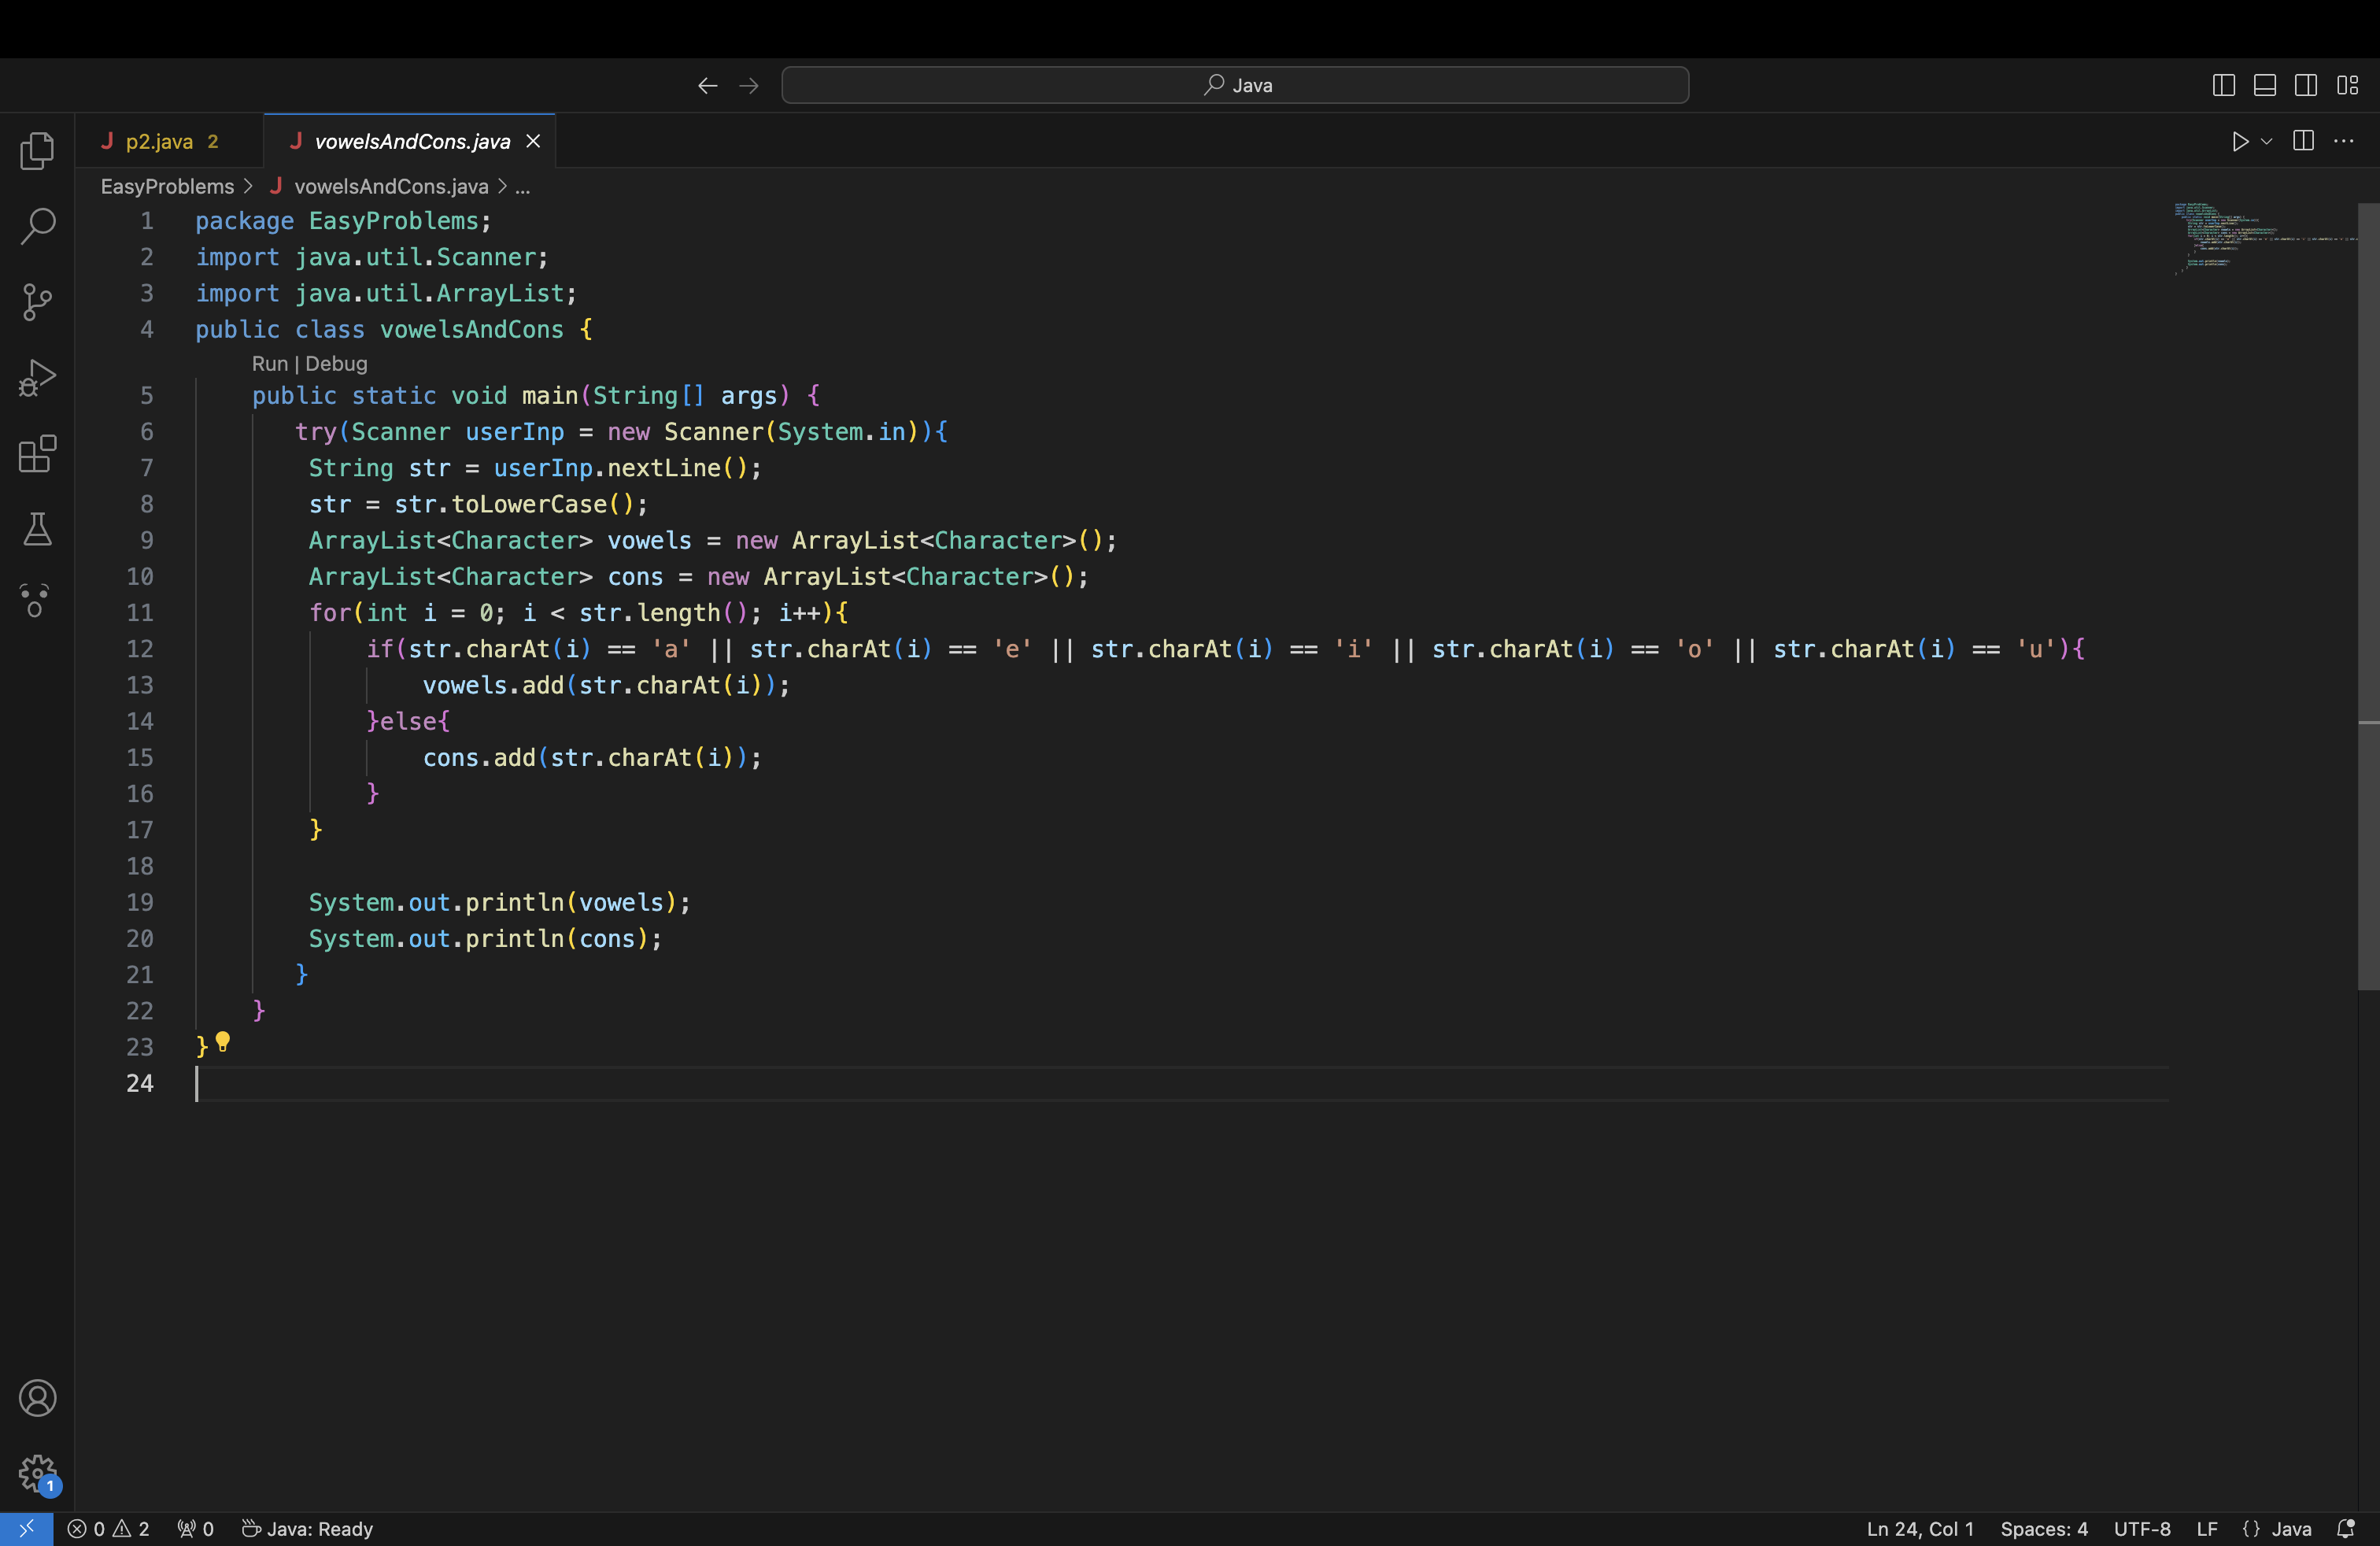 Java
J p2.java 2
J vowelsAndCons.java
EasyProblems > J vowelsAndCons.java > ...
1 package EasyProblems;
2 import java.util.Scanner;
3 import java.util.ArrayList;
4 public class vowelsAndCons {
Run | Debug
5 public static void main(String[] args) {
6 try(Scanner userInp = new Scanner(System.in)){
7 String str = userInp.nextLine();
8 str = str.toLowerCase();
9 ArrayList<Character> vowels = new ArrayList<Character>();
10 ArrayList<Character> cons = new ArrayList<Character>();
11 for(int i = 0; i < str.length(); i++){
12 if(str.charAt(i) == 'a' || str.charAt(i) == 'e' || str.charAt(i) == 'i' || str.charAt(i) == 'o' || str.charAt(i) == 'u'){
13 vowels.add(str.charAt(i));
14 }else{
15 cons.add(str.charAt(i));
16 }
17 }
18
19 System.out.println(vowels);
20 System.out.println(cons);
21 }
22 }
23 }
24
1
0 2 0 Java: Ready Ln 24, Col 1 Spaces: 4 UTF-8 LF {} Java